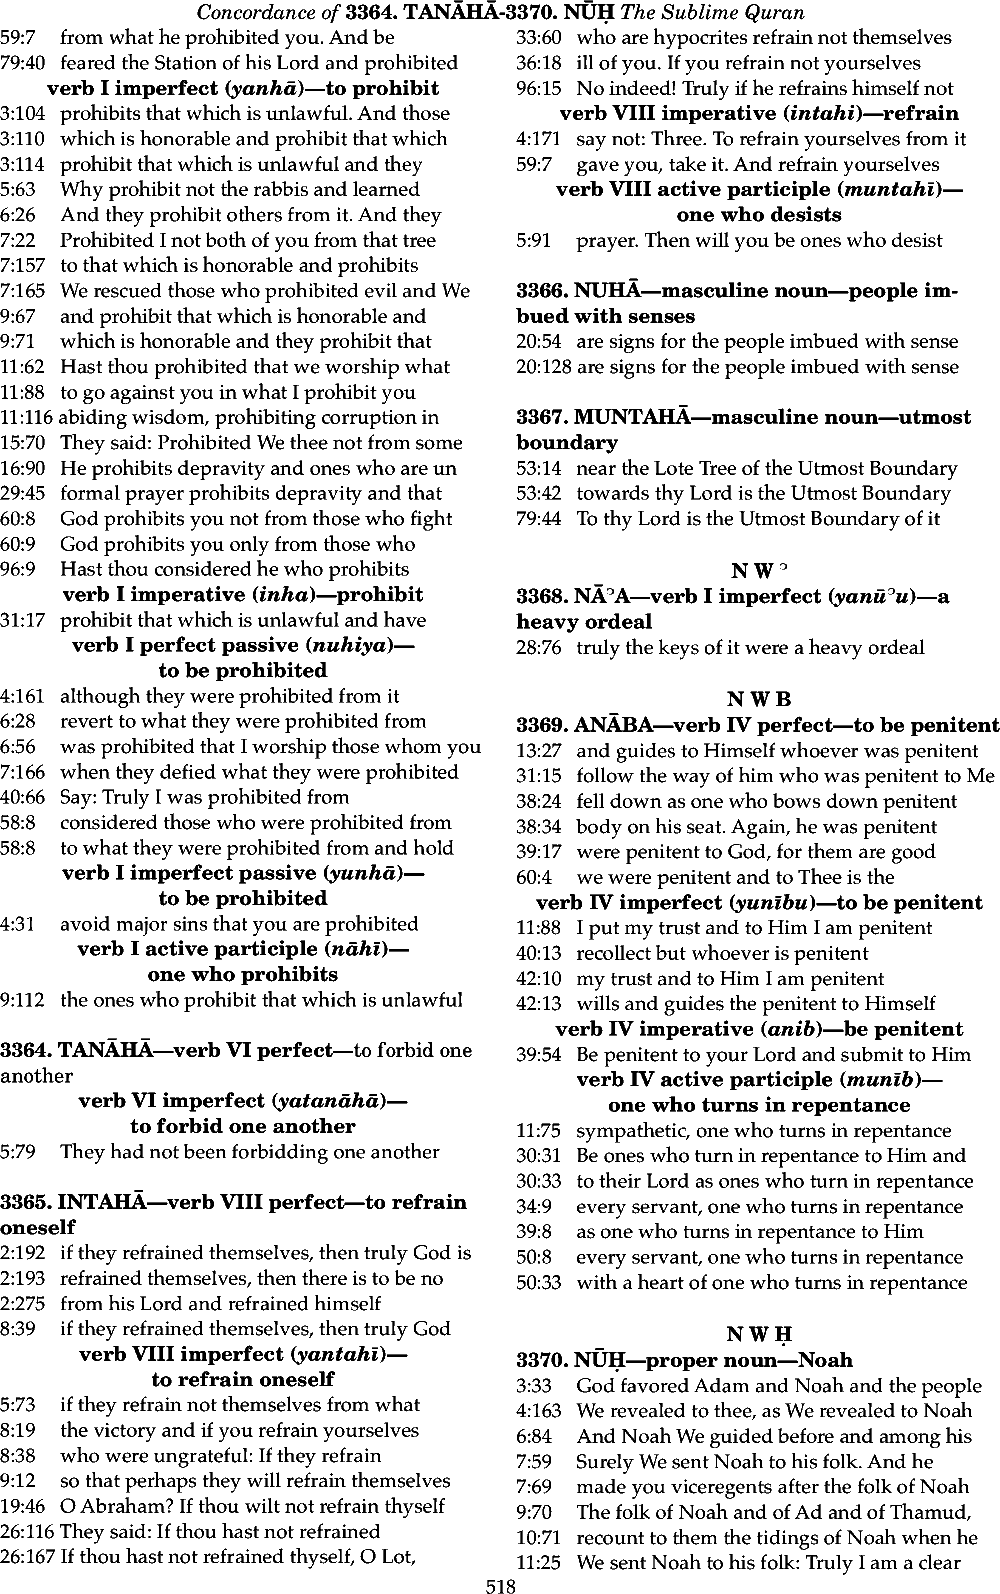 Concordance of 3364. TANĀHĀ-3370. NŪḤ The Sublime Quran
59:7 from what he prohibited you. And be
79:40 feared the Station of his Lord and prohibited
verb I imperfect (yanhā)—to prohibit
3:104 prohibits that which is unlawful. And those
3:110 which is honorable and prohibit that which
3:114 prohibit that which is unlawful and they
5:63 Why prohibit not the rabbis and learned
6:26 And they prohibit others from it. And they
7:22 Prohibited I not both of you from that tree
7:157 to that which is honorable and prohibits
7:165 We rescued those who prohibited evil and We
9:67 and prohibit that which is honorable and
9:71 which is honorable and they prohibit that
11:62 Hast thou prohibited that we worship what
11:88 to go against you in what I prohibit you
11:116 abiding wisdom, prohibiting corruption in
15:70 They said: Prohibited We thee not from some
16:90 He prohibits depravity and ones who are un
29:45 formal prayer prohibits depravity and that
60:8 God prohibits you not from those who fight
60:9 God prohibits you only from those who
96:9 Hast thou considered he who prohibits
verb I imperative (inha)—prohibit
31:17 prohibit that which is unlawful and have
verb I perfect passive (nuhiya)—
to be prohibited
4:161 although they were prohibited from it
6:28 revert to what they were prohibited from
6:56 was prohibited that I worship those whom you
7:166 when they defied what they were prohibited
40:66 Say: Truly I was prohibited from
58:8 considered those who were prohibited from
58:8 to what they were prohibited from and hold
verb I imperfect passive (yunhā)—
to be prohibited
4:31 avoid major sins that you are prohibited
verb I active participle (nāhī)—
one who prohibits
9:112 the ones who prohibit that which is unlawful
3364. TANĀHĀ—verb VI perfect—to forbid one
another
verb VI imperfect (yatanāhā)—
to forbid one another
5:79 They had not been forbidding one another
3365. INTAHĀ—verb VIII perfect—to refrain
oneself
2:192 if they refrained themselves, then truly God is
2:193 refrained themselves, then there is to be no
2:275 from his Lord and refrained himself
8:39 if they refrained themselves, then truly God
verb VIII imperfect (yantahī)—
to refrain oneself
5:73 if they refrain not themselves from what
8:19 the victory and if you refrain yourselves
8:38 who were ungrateful: If they refrain
9:12 so that perhaps they will refrain themselves
19:46 O Abraham? If thou wilt not refrain thyself
26:116 They said: If thou hast not refrained
26:167 If thou hast not refrained thyself, O Lot,
33:60 who are hypocrites refrain not themselves
36:18 ill of you. If you refrain not yourselves
96:15 No indeed! Truly if he refrains himself not
verb VIII imperative (intahi)—refrain
4:171 say not: Three. To refrain yourselves from it
59:7 gave you, take it. And refrain yourselves
verb VIII active participle (muntahī)—
one who desists
5:91 prayer. Then will you be ones who desist
3366. NUHĀ—masculine noun—people im-
bued with senses
20:54 are signs for the people imbued with sense
20:128 are signs for the people imbued with sense
3367. MUNTAHĀ—masculine noun—utmost
boundary
53:14 near the Lote Tree of the Utmost Boundary
53:42 towards thy Lord is the Utmost Boundary
79:44 To thy Lord is the Utmost Boundary of it
N W ᵓ
3368. NĀᵓA—verb I imperfect (yanūᵓu)—a
heavy ordeal
28:76 truly the keys of it were a heavy ordeal
N W B
3369. ANĀBA—verb IV perfect—to be penitent
13:27 and guides to Himself whoever was penitent
31:15 follow the way of him who was penitent to Me
38:24 fell down as one who bows down penitent
38:34 body on his seat. Again, he was penitent
39:17 were penitent to God, for them are good
60:4 we were penitent and to Thee is the
verb IV imperfect (yunību)—to be penitent
11:88 I put my trust and to Him I am penitent
40:13 recollect but whoever is penitent
42:10 my trust and to Him I am penitent
42:13 wills and guides the penitent to Himself
verb IV imperative (anib)—be penitent
39:54 Be penitent to your Lord and submit to Him
verb IV active participle (munīb)—
one who turns in repentance
11:75 sympathetic, one who turns in repentance
30:31 Be ones who turn in repentance to Him and
30:33 to their Lord as ones who turn in repentance
34:9 every servant, one who turns in repentance
39:8 as one who turns in repentance to Him
50:8 every servant, one who turns in repentance
50:33 with a heart of one who turns in repentance
N W Ḥ
3370. NŪḤ—proper noun—Noah
3:33 God favored Adam and Noah and the people
4:163 We revealed to thee, as We revealed to Noah
6:84 And Noah We guided before and among his
7:59 Surely We sent Noah to his folk. And he
7:69 made you viceregents after the folk of Noah
9:70 The folk of Noah and of Ad and of Thamud,
10:71 recount to them the tidings of Noah when he
11:25 We sent Noah to his folk: Truly I am a clear
518